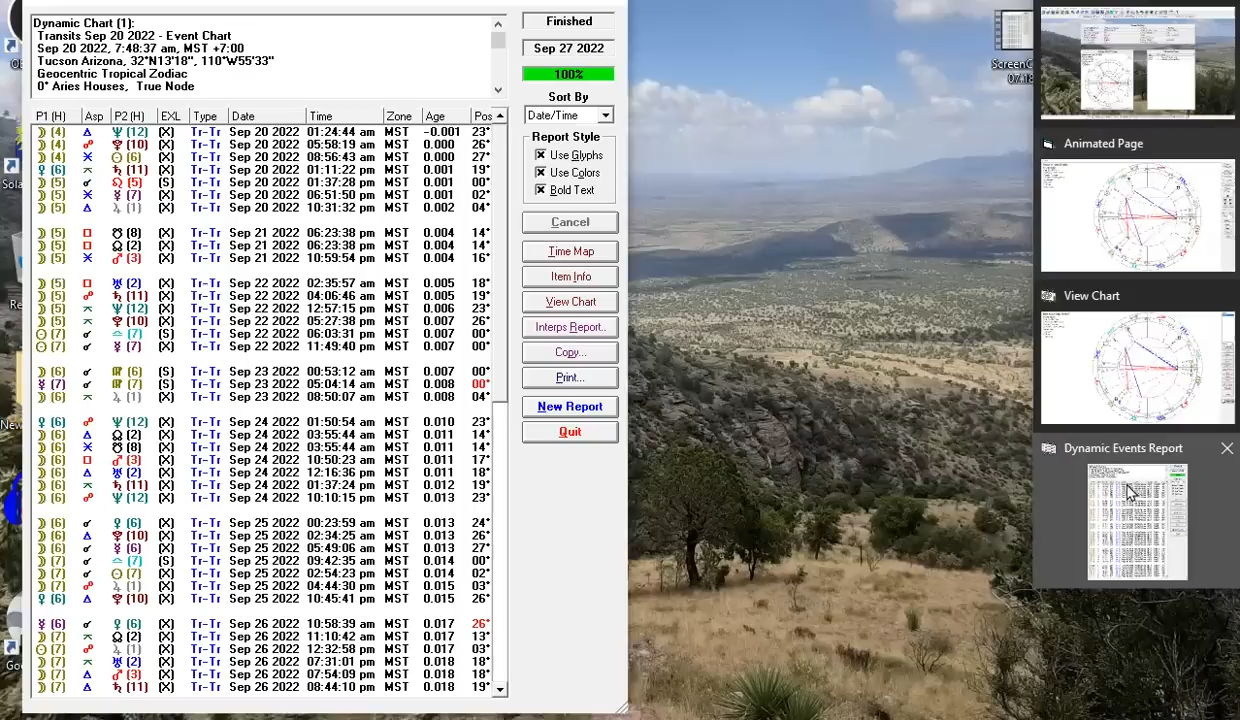 Dynamic Chart (1):
Transits Sep 20 2022 - Event Chart
Sep 20 2022, 7:48:37 am, MST +7:00
Tucson Arizona, 32°N13'18", 110°W55'33"
Geocentric Tropical Zodiac
0° Aries Houses, True Node
P1 (H) Asp P2 (H) EXL Type Date Time Zone Age Pos
☽ (4) △ ♆ (12) (X) Tr-Tr Sep 20 2022 01:24:44 am MST -0.001 23°
☽ (4) ☍ (10) (X) Tr-Tr Sep 20 2022 05:58:19 am MST 0.000 26°
☽ (4) ⚹ ☉ (6) (X) Tr-Tr Sep 20 2022 08:56:43 am MST 0.000 27°
♀ (6) ⚻ ♄ (11) (X) Tr-Tr Sep 20 2022 01:11:22 pm MST 0.001 19°
☽ (5) ☌ ♌ (5) (S) Tr-Tr Sep 20 2022 01:37:28 pm MST 0.001 00°
☽ (5) ⚹ ☿ (7) (X) Tr-Tr Sep 20 2022 06:51:50 pm MST 0.001 02°
☽ (5) △ ♃ (1) (X) Tr-Tr Sep 20 2022 10:31:32 pm MST 0.002 04°
☽ (5) □ ☋ (8) (X) Tr-Tr Sep 21 2022 06:23:38 pm MST 0.004 14°
☽ (5) □ ☊ (2) (X) Tr-Tr Sep 21 2022 06:23:38 pm MST 0.004 14°
☽ (5) ⚹ ♂ (3) (X) Tr-Tr Sep 21 2022 10:59:54 pm MST 0.004 16°
☽ (5) □ ♅ (2) (X) Tr-Tr Sep 22 2022 02:35:57 am MST 0.005 18°
☽ (5) ☍ ♄ (11) (X) Tr-Tr Sep 22 2022 04:06:46 am MST 0.005 19°
☽ (5) ⚻ ♆ (12) (X) Tr-Tr Sep 22 2022 12:57:15 pm MST 0.006 23°
☽ (5) ⚻ (10) (X) Tr-Tr Sep 22 2022 05:27:38 pm MST 0.007 26°
☉ (7) ☌ ♎ (7) (S) Tr-Tr Sep 22 2022 06:03:31 pm MST 0.007 00°
☉ (7) ☌ ☿ (7) (X) Tr-Tr Sep 22 2022 11:49:40 pm MST 0.007 00°
☽ (6) ☌ ♍ (6) (S) Tr-Tr Sep 23 2022 00:53:12 am MST 0.007 00°
☿ (7) ☌ ♍ (7) (S) Tr-Tr Sep 23 2022 05:04:14 am MST 0.008 00°
☽ (6) ⚻ ♃ (1) (X) Tr-Tr Sep 23 2022 08:50:07 am MST 0.008 04°
♀ (6) ☍ ♆ (12) (X) Tr-Tr Sep 24 2022 01:50:54 am MST 0.010 23°
☽ (6) △ ☊ (2) (X) Tr-Tr Sep 24 2022 03:55:44 am MST 0.011 14°
☽ (6) ⚹ ☋ (8) (X) Tr-Tr Sep 24 2022 03:55:44 am MST 0.011 14°
☽ (6) □ ♂ (3) (X) Tr-Tr Sep 24 2022 10:50:23 am MST 0.011 17°
☽ (6) △ ♅ (2) (X) Tr-Tr Sep 24 2022 12:16:36 pm MST 0.011 18°
☽ (6) ⚻ ♄ (11) (X) Tr-Tr Sep 24 2022 01:37:24 pm MST 0.012 19°
☽ (6) ☍ ♆ (12) (X) Tr-Tr Sep 24 2022 10:10:15 pm MST 0.013 23°
☽ (6) ☌ ♀ (6) (X) Tr-Tr Sep 25 2022 00:23:59 am MST 0.013 24°
☽ (6) △ (10) (X) Tr-Tr Sep 25 2022 02:34:25 am MST 0.013 26°
☽ (6) ☌ ☿ (6) (X) Tr-Tr Sep 25 2022 05:49:06 am MST 0.013 27°
☽ (7) ☌ ♎ (7) (S) Tr-Tr Sep 25 2022 09:42:35 am MST 0.014 00°
☽ (7) ☌ ☉ (7) (X) Tr-Tr Sep 25 2022 02:54:23 pm MST 0.014 02°
☽ (7) ☍ ♃ (1) (X) Tr-Tr Sep 25 2022 04:44:30 pm MST 0.015 03°
♀ (6) △ (10) (X) Tr-Tr Sep 25 2022 10:45:41 pm MST 0.015 26°
☿ (6) ☌ ♀ (6) (X) Tr-Tr Sep 26 2022 10:58:39 pm MST 0.017 26°
☽ (7) ⚻ ☊ (2) (X) Tr-Tr Sep 26 2022 11:10:42 am MST 0.017 13°
☉ (7) ☍ ♃ (1) (X) Tr-Tr Sep 26 2022 12:32:58 pm MST 0.017 03°
☽ (7) ⚻ ♅ (2) (X) Tr-Tr Sep 26 2022 07:31:01 pm MST 0.018 18°
☽ (7) △ ♂ (3) (X) Tr-Tr Sep 26 2022 07:54:09 pm MST 0.018 18°
☽ (7) △ ♄ (11) (X) Tr-Tr Sep 26 2022 08:44:10 pm MST 0.018 19°
Finished
Sep 27 2022
100%
Sort By
Date/Time
Report Style
Use Glyphs
Use Colors
Bold Text
Cancel
Time Map
Item Info
View Chart
Interps Report..
Copy...
Print...
New Report
Quit
Animated Page
View Chart
Dynamic Events Report